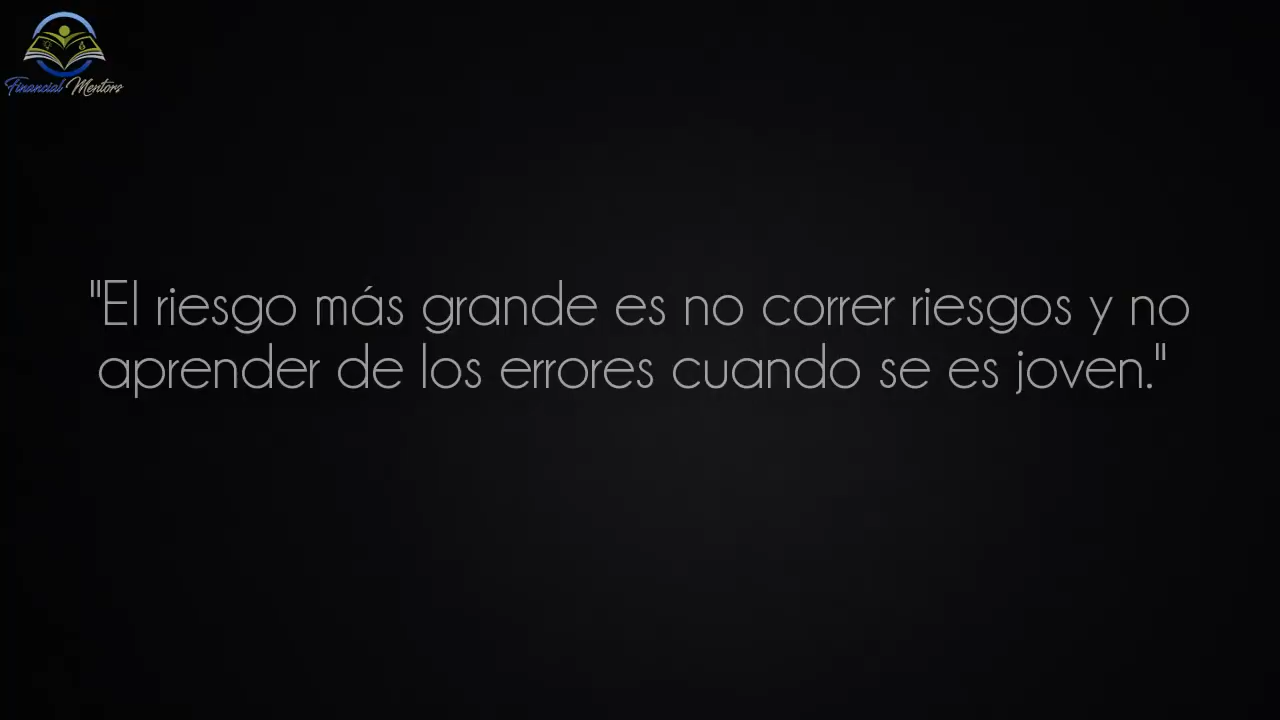 Financial Mentors
"El riesgo más grande es no correr riesgos y no
aprender de los errores cuando se es joven."